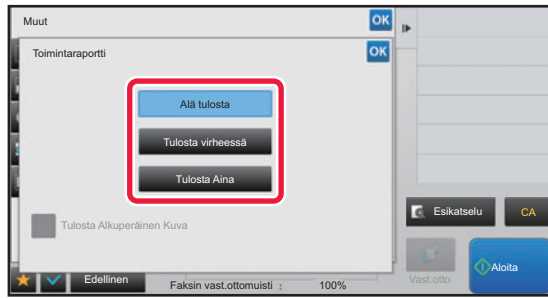 Muut
OK
Toimintaraportti
OK
Alä tulosta
Tulosta virheessä
Tulosta Aina
Tulosta Alkuperäinen Kuva
Esikatselu
CA
Edellinen
Faksin vast.ottomuisti : 100%
Vast.otto
Aloita